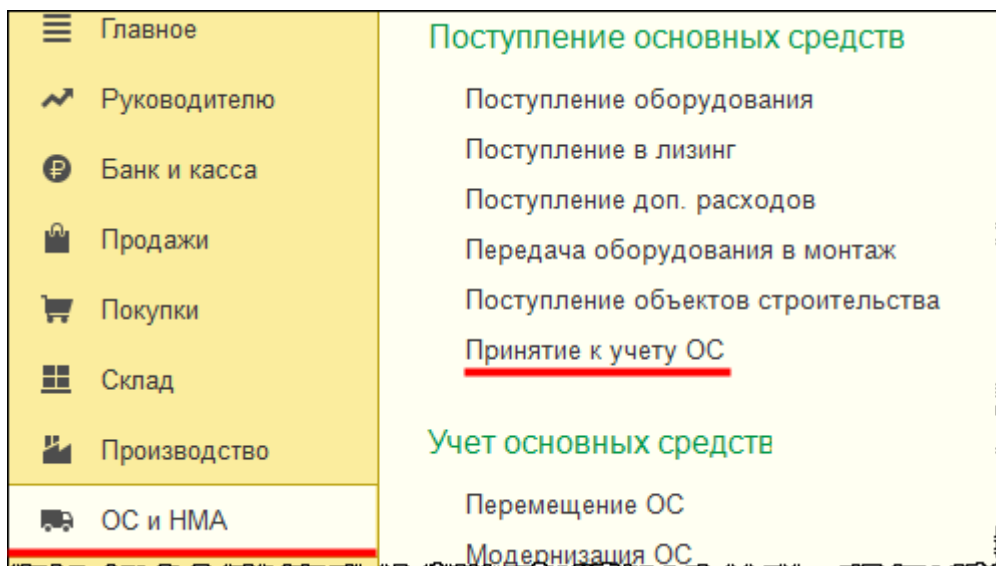 Главное
Руководителю
Банк и касса
Продажи
Покупки
Склад
Производство
ОС и НМА
Поступление основных средств
Поступление оборудования
Поступление в лизинг
Поступление доп. расходов
Передача оборудования в монтаж
Поступление объектов строительства
Принятие к учету ОС
Учет основных средств
Перемещение ОС
Модернизация ОС